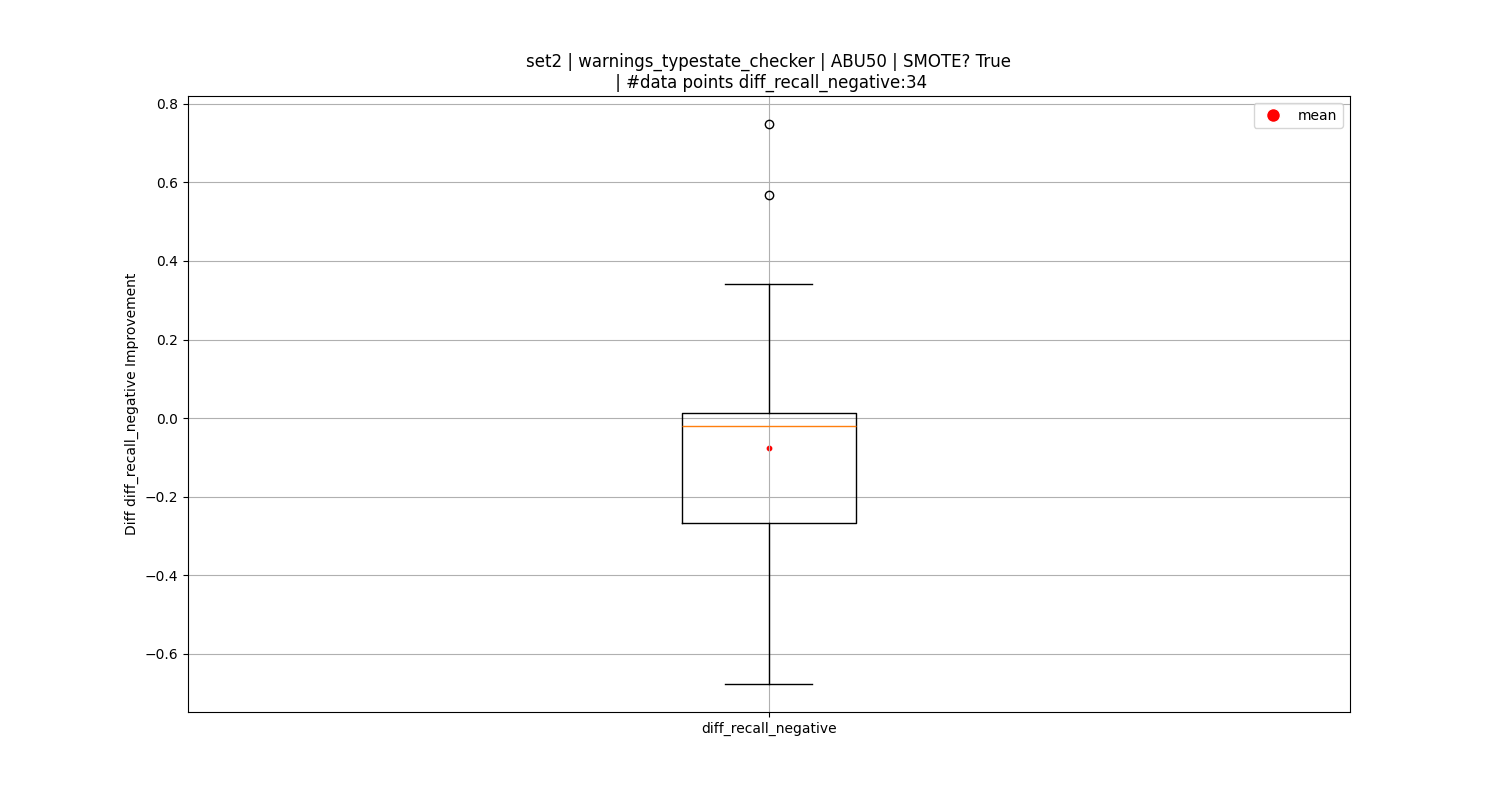 set2 | warnings_typestate_checker | ABU50 | SMOTE? True
| #data points diff_recall_negative:34
mean
Diff diff_recall_negative Improvement
0.8
0.6
0.4
0.2
0.0
−0.2
−0.4
−0.6
diff_recall_negative